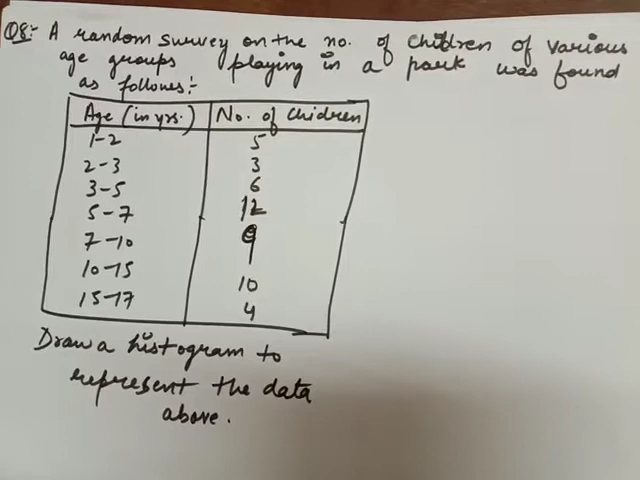 Q8:- A random survey on the no. of children of various
age groups playing in a park was found
as follows:-
Age (in yrs.) No. of children
1-2 5
2-3 3
3-5 6
5-7 12
7-10 9
10-15 10
15-17 4
Draw a histogram to
represent the data
above.